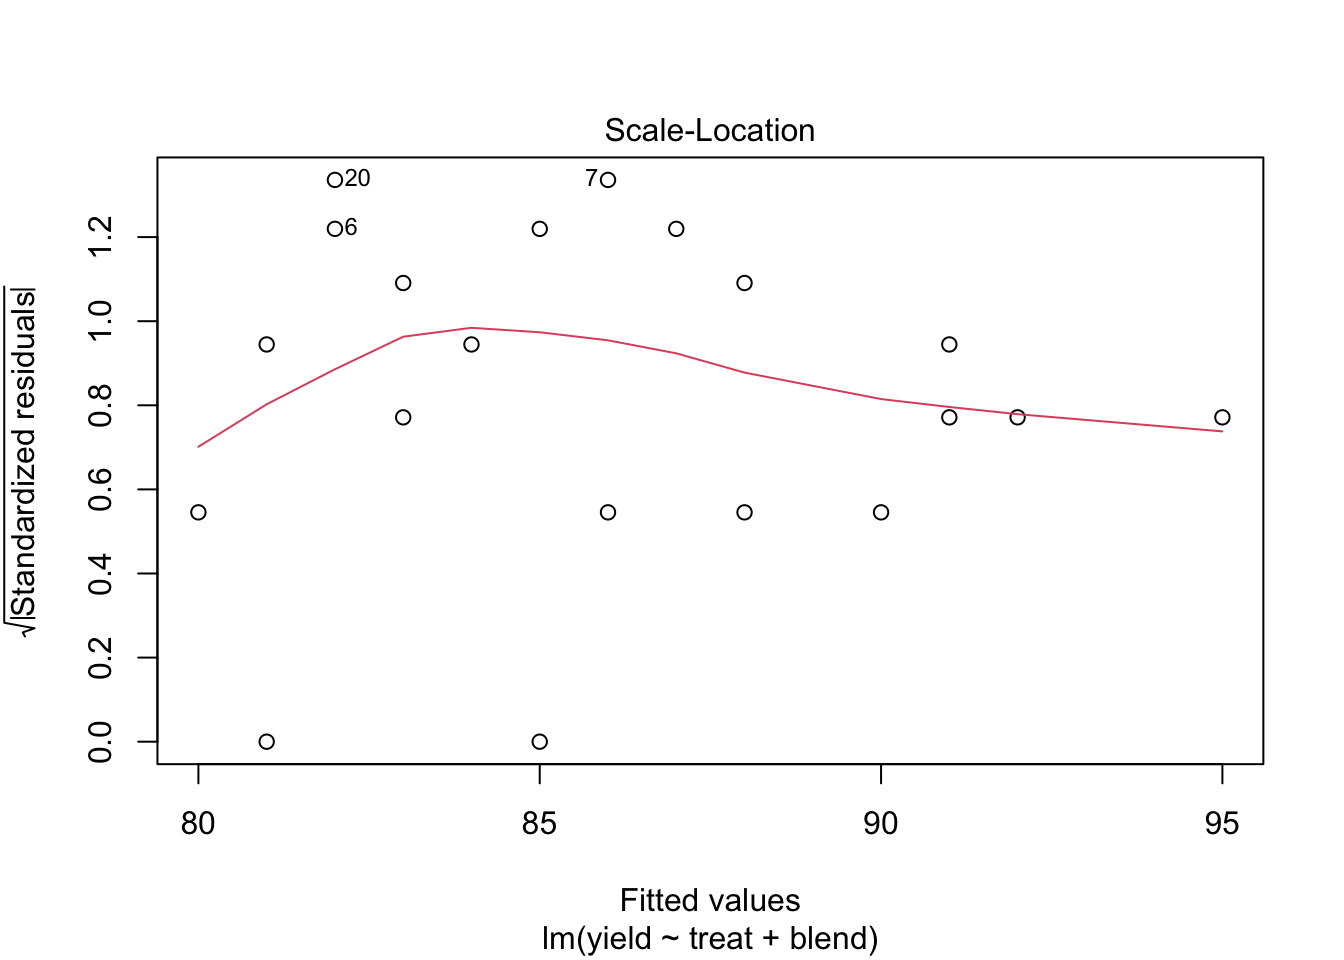 Scale-Location
20
7
6
√|Standardized residuals|
0.0
0.2
0.4
0.6
0.8
1.0
1.2
80 85 90 95
Fitted values
lm(yield ~ treat + blend)